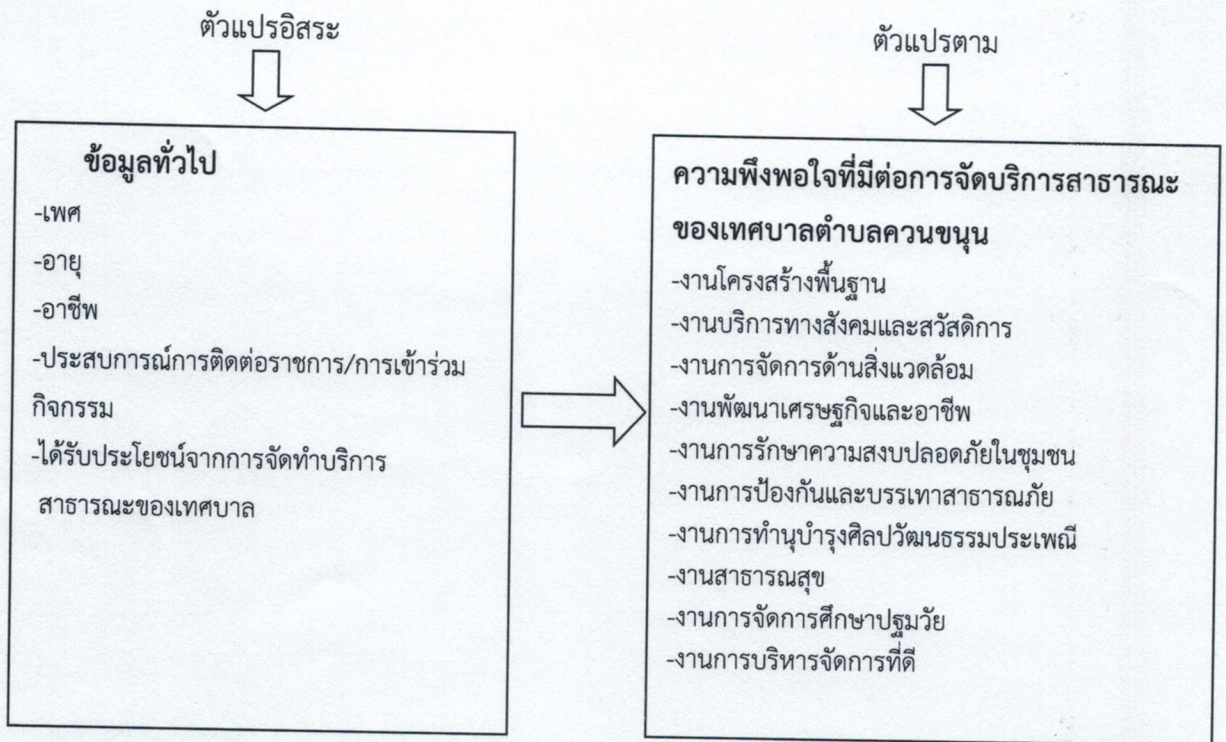 ตัวแปรอิสระ
ข้อมูลทั่วไป
-เพศ
-อายุ
-อาชีพ
-ประสบการณ์การติดต่อราชการ/การเข้าร่วม
กิจกรรม
-ได้รับประโยชน์จากการจัดทำบริการ
สาธารณะของเทศบาล
ตัวแปรตาม
ความพึงพอใจที่มีต่อการจัดบริการสาธารณะ
ของเทศบาลตำบลควนขนุน
-งานโครงสร้างพื้นฐาน
-งานบริการทางสังคมและสวัสดิการ
-งานการจัดการด้านสิ่งแวดล้อม
-งานพัฒนาเศรษฐกิจและอาชีพ
-งานการรักษาความสงบปลอดภัยในชุมชน
-งานการป้องกันและบรรเทาสาธารณภัย
-งานการทำนุบำรุงศิลปวัฒนธรรมประเพณี
-งานสาธารณสุข
-งานการจัดการศึกษาปฐมวัย
-งานการบริหารจัดการที่ดี